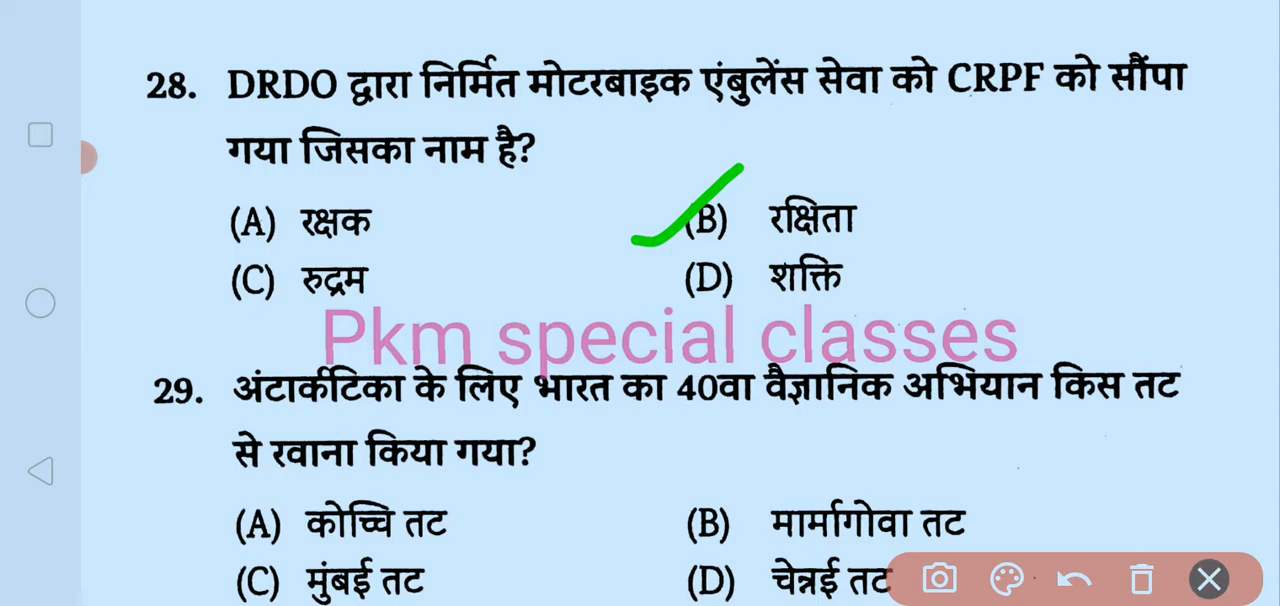 28. DRDO द्वारा निर्मित मोटरबाइक एंबुलेंस सेवा को CRPF को सौंपा
गया जिसका नाम है?
(A) रक्षक (B) रक्षिता
(C) रुद्रम (D) शक्ति
Pkm special classes
29. अंटार्कटिका के लिए भारत का 40वा वैज्ञानिक अभियान किस तट
से रवाना किया गया?
(A) कोच्चि तट (B) मार्मागोवा तट
(C) मुंबई तट (D) चेन्नई तट